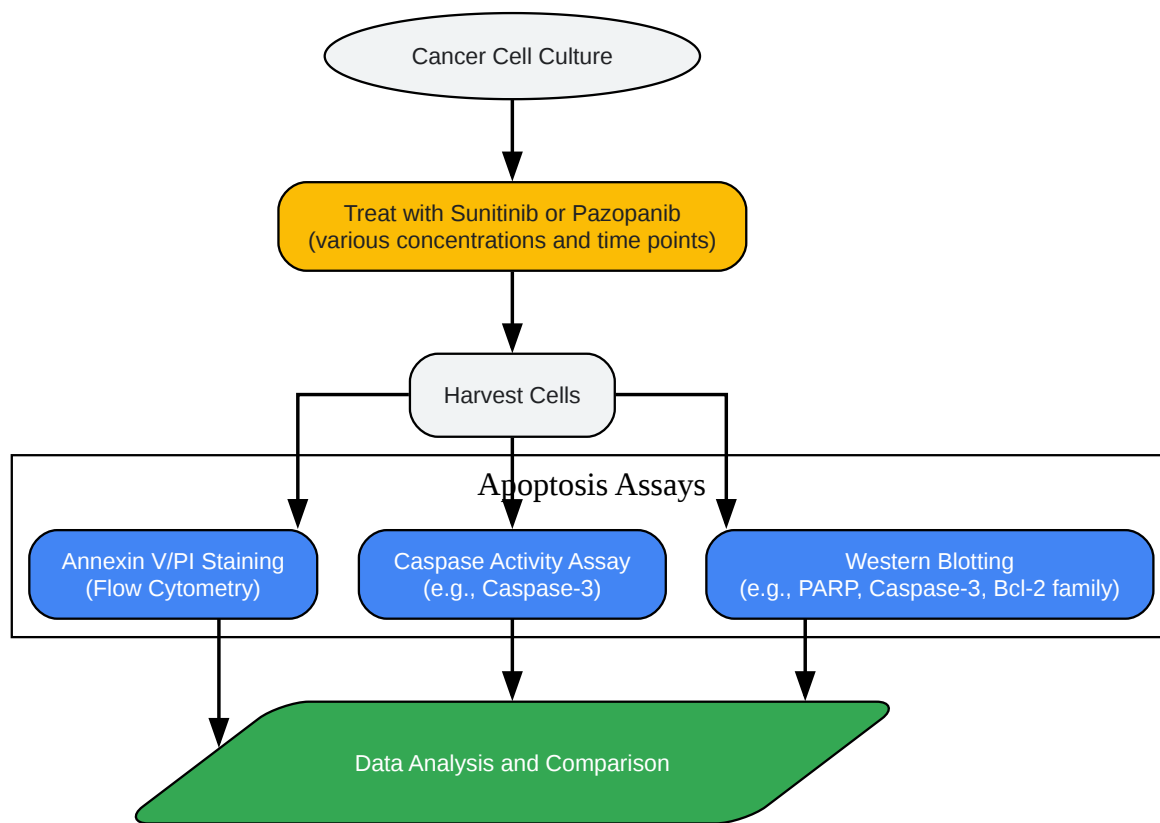 Cancer Cell Culture
Treat with Sunitinib or Pazopanib
(various concentrations and time points)
Harvest Cells
Apoptosis Assays
Annexin V/PI Staining
(Flow Cytometry)
Caspase Activity Assay
(e.g., Caspase-3)
Western Blotting
(e.g., PARP, Caspase-3, Bcl-2 family)
Data Analysis and Comparison